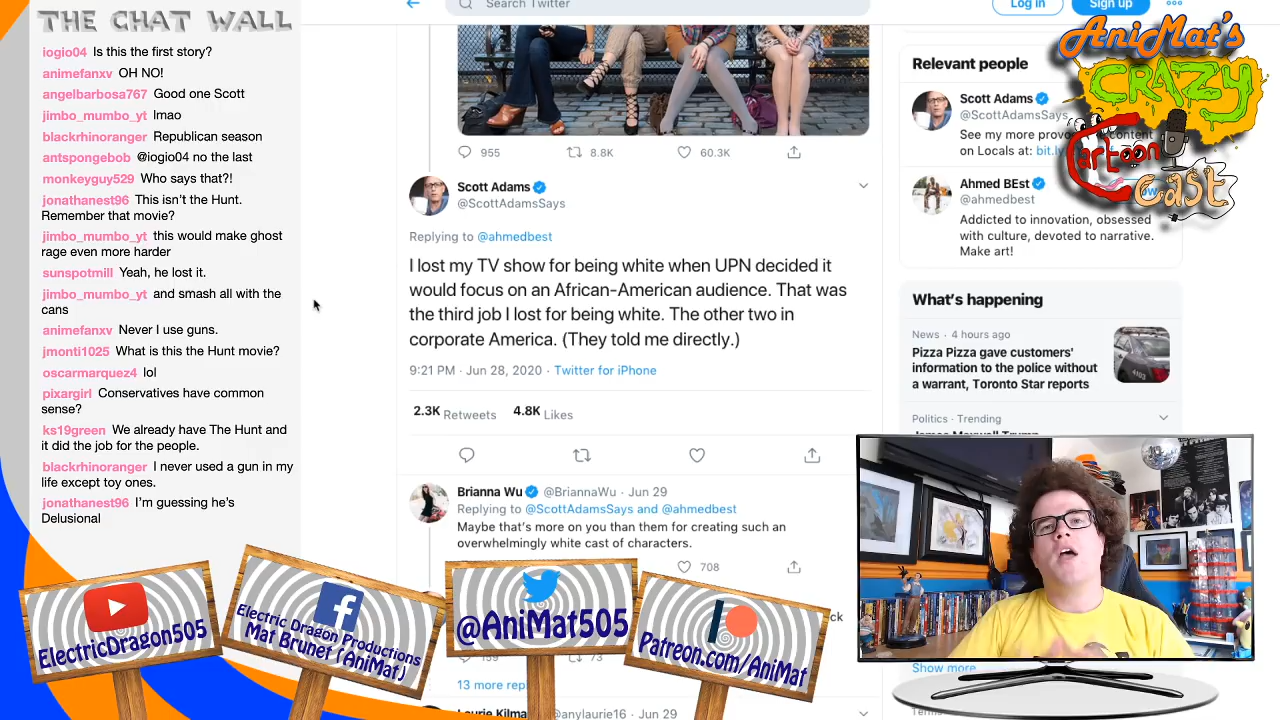 THE CHAT WALL
iogio04 Is this the first story?
animefanxv OH NO!
angelbarbosa767 Good one Scott
jimbo_mumbo_yt lmao
blackrhinoranger Republican season
antspongebob @iogio04 no the last
monkeyguy529 Who says that?!
jonathanest96 This isn't the Hunt.
Remember that movie?
jimbo_mumbo_yt this would make ghost
rage even more harder
sunspotmill Yeah, he lost it.
jimbo_mumbo_yt and smash all with the
cans
animefanxv Never I use guns.
jmonti1025 What is this the Hunt movie?
oscarmarquez4 lol
pixargirl Conservatives have common
sense?
ks19green We already have The Hunt and
it did the job for the people.
blackrhinoranger I never used a gun in my
life except toy ones.
jonathanest96 I'm guessing he's
Delusional
Search Twitter
Log in
Sign up
955
8.8K
60.3K
Scott Adams
@ScottAdamsSays
Replying to @ahmedbest
I lost my TV show for being white when UPN decided it
would focus on an African-American audience. That was
the third job I lost for being white. The other two in
corporate America. (They told me directly.)
9:21 PM · Jun 28, 2020 · Twitter for iPhone
2.3K Retweets 4.8K Likes
Brianna Wu @BriannaWu · Jun 29
Replying to @ScottAdamsSays and @ahmedbest
Maybe that's more on you than them for creating such an
overwhelmingly white cast of characters.
708
73
Jun 29
@anylaurie16
Relevant people
Scott Adams
@ScottAdamsSays
See my more
on Locals at: bit.
Ahmed BEst
@ahmedbest
Addicted to innovation, obsessed
with culture, devoted to narrative.
Make art!
What's happening
News · 4 hours ago
Pizza Pizza gave customers'
information to the police without
a warrant, Toronto Star reports
Politics · Trending
Show more
AniMat's
CRAZY
Cartoon
Cast
ElectricDragon505
Electric Dragon Productions
Mat Brunet (AniMat)
@AniMat505
Patreon.com/AniMat